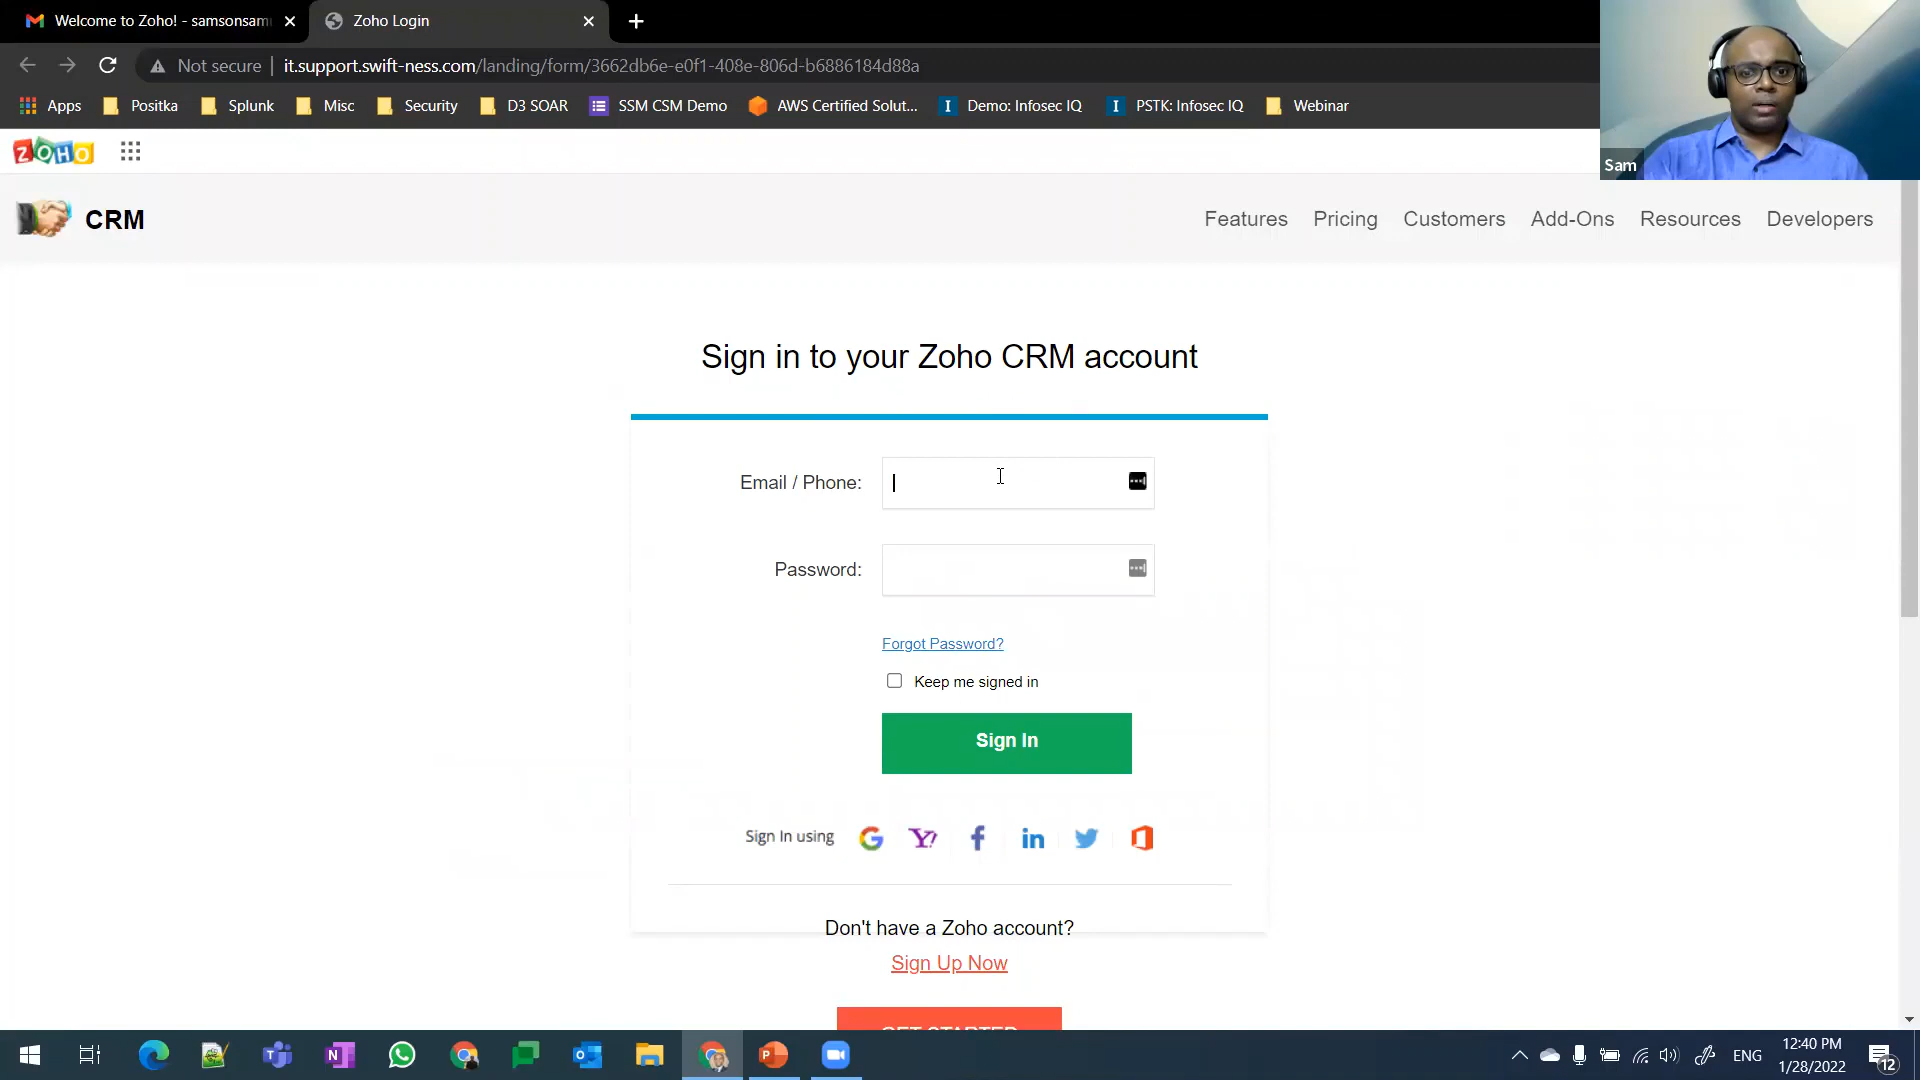 Welcome to Zoho! - samsonsam
Zoho Login
Not secure
it.support.swift-ness.com/landing/form/3662db6e-e0f1-408e-806d-b6886184d88a
Apps
Positka
Splunk
Misc
Security
D3 SOAR
SSM CSM Demo
AWS Certified Solut...
Demo: Infosec IQ
PSTK: Infosec IQ
Webinar
Sam
ZOHO
CRM
Features
Pricing
Customers
Add-Ons
Resources
Developers
Sign in to your Zoho CRM account
Email / Phone:
Password:
Forgot Password?
Keep me signed in
Sign In
Sign In using
Don't have a Zoho account?
Sign Up Now
GET STARTED
ENG
12:40 PM
1/28/2022
12